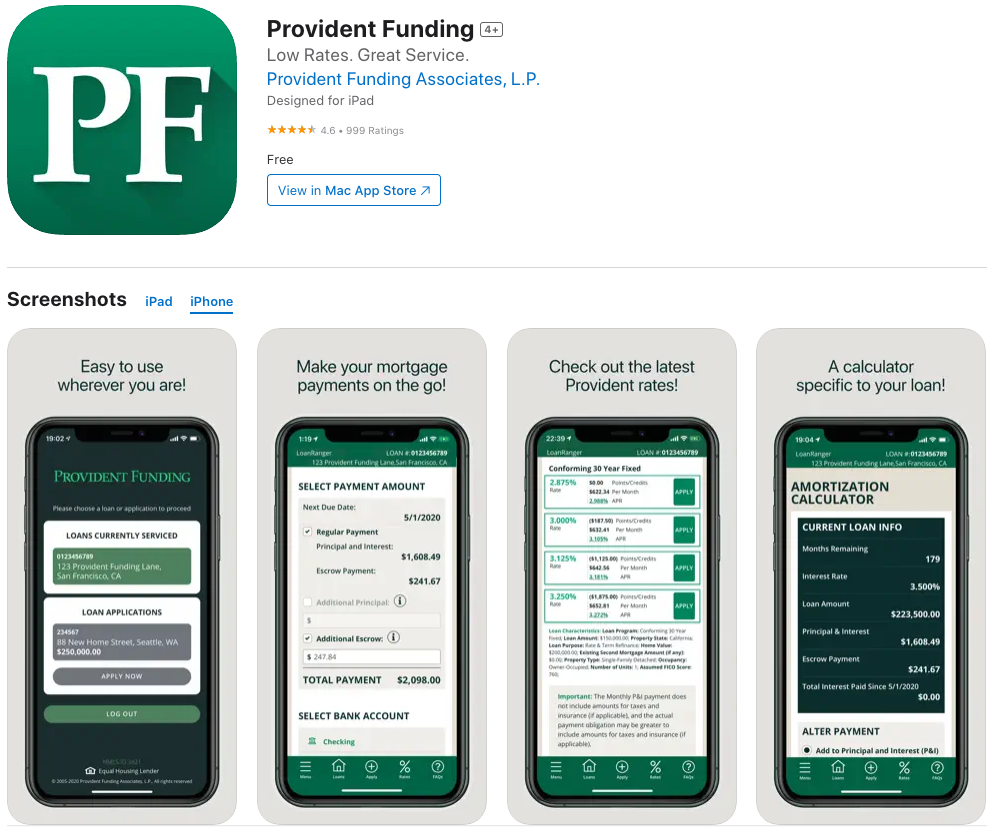 PF
Provident Funding 4+
Low Rates. Great Service.
Provident Funding Associates, L.P.
Designed for iPad
4.6 • 999 Ratings
Free
View in Mac App Store
Screenshots iPad iPhone
Easy to use
wherever you are!
19:02
PROVIDENT FUNDING
Please choose a loan or application to proceed
LOANS CURRENTLY SERVICED
0123456789
123 Provident Funding Lane,
San Francisco, CA
LOAN APPLICATIONS
234567
88 New Home Street, Seattle, WA
$250,000.00
APPLY NOW
LOG OUT
Equal Housing Lender
© 2005-2020 Provident Funding Associates, L.P., All rights reserved
Make your mortgage
payments on the go!
1:19
LoanRanger LOAN #:0123456789
123 Provident Funding Lane,San Francisco, CA
SELECT PAYMENT AMOUNT
Next Due Date:
5/1/2020
Regular Payment
Principal and Interest:
$1,608.49
Escrow Payment:
$241.67
Additional Principal:
$
Additional Escrow:
$ 247.84
TOTAL PAYMENT $2,098.00
SELECT BANK ACCOUNT
Checking
Menu Loans Apply Rates FAQs
Check out the latest
Provident rates!
22:39
LoanRanger LOAN #:0123456789
123 Provident Funding Lane,San Francisco, CA
Conforming 30 Year Fixed
2.875% $0.00 Points/Credits
Rate $622.34 Per Month APPLY
2.988% APR
3.000% ($187.50) Points/Credits
Rate $632.41 Per Month APPLY
3.105% APR
3.125% ($1,125.00) Points/Credits
Rate $642.56 Per Month APPLY
3.181% APR
3.250% ($1,875.00) Points/Credits
Rate $652.81 Per Month APPLY
3.272% APR
Loan Characteristics: Loan Program: Conforming 30 Year
Fixed; Loan Amount: $150,000.00; Property State: California;
Loan Purpose: Rate & Term Refinance; Home Value:
$200,000.00; Existing Second Mortgage Amount (if any):
$0.00; Property Type: Single-Family Detached; Occupancy:
Owner-Occupied; Number of Units: 1; Assumed FICO Score:
760;
Important: The Monthly P&I payment does
not include amounts for taxes and
insurance (if applicable), and the actual
payment obligation may be greater to
include amounts for taxes and insurance (if
applicable).
Menu Loans Apply Rates FAQs
A calculator
specific to your loan!
19:04
LoanRanger LOAN #:0123456789
123 Provident Funding Lane,San Francisco, CA
AMORTIZATION
CALCULATOR
CURRENT LOAN INFO
Months Remaining
179
Interest Rate
3.500%
Loan Amount
$223,500.00
Principal & Interest
$1,608.49
Escrow Payment
$241.67
Total Interest Paid Since 5/1/2020
$0.00
ALTER PAYMENT
Add to Principal and Interest (P&I)
Menu Loans Apply Rates FAQs